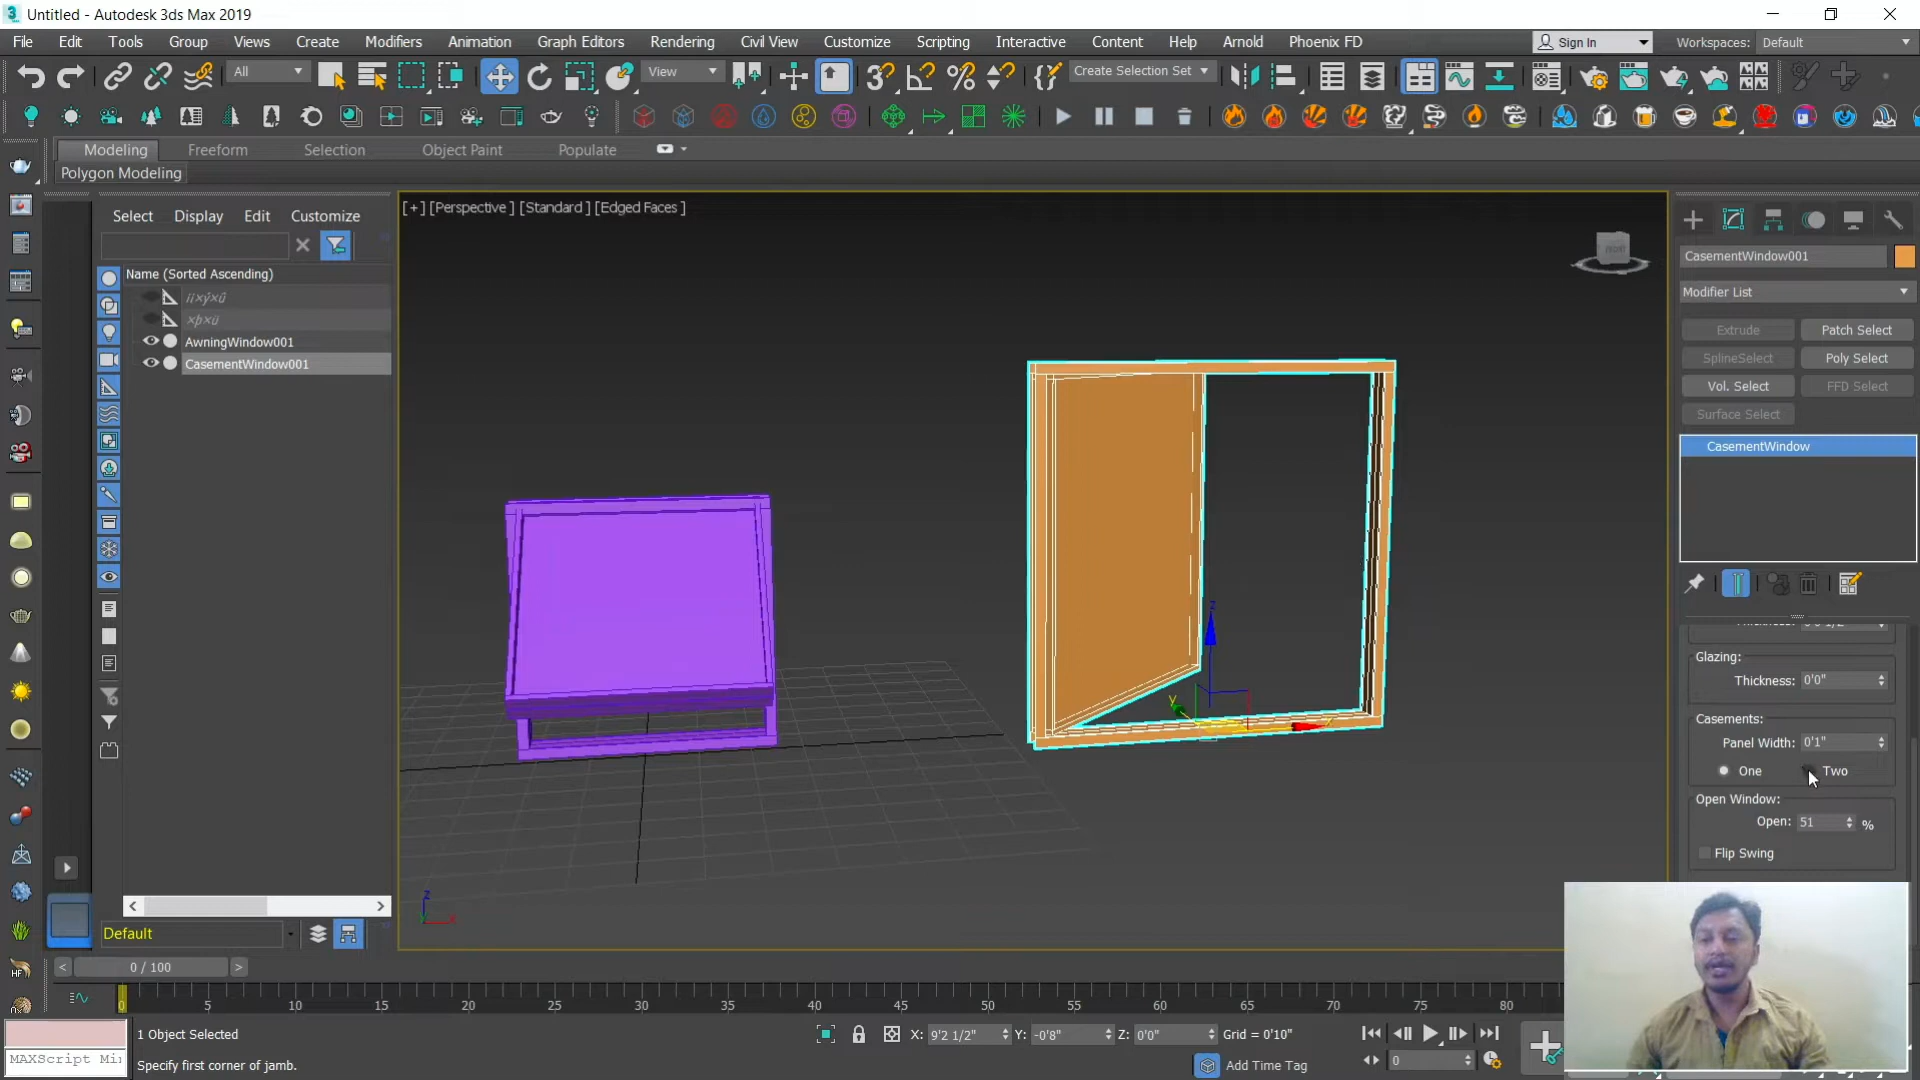 Untitled - Autodesk 3ds Max 2019
File Edit Tools Group Views Create Modifiers Animation Graph Editors Rendering Civil View Customize Scripting Interactive Content Help Arnold Phoenix FD Sign In Workspaces: Default
All View Create Selection Set
Modeling Freeform Selection Object Paint Populate
Polygon Modeling
Select Display Edit Customize
[+] [Perspective ] [Standard ] [Edged Faces ]
CasementWindow001
Name (Sorted Ascending)
Modifier List
AwningWindow001
CasementWindow001
Extrude Patch Select
SplineSelect Poly Select
Vol. Select FFD Select
Surface Select
CasementWindow
Glazing:
Thickness: 0'0"
Casements:
Panel Width: 0'1"
One Two
Open Window:
Open: 51 %
Flip Swing
Default
0 / 100
0 5 10 15 20 25 30 35 40 45 50 55 60 65 70 75 80
1 Object Selected X: 9'2 1/2" Y: -0'8" Z: 0'0" Grid = 0'10"
MAXScript Mi
Specify first corner of jamb. Add Time Tag 0